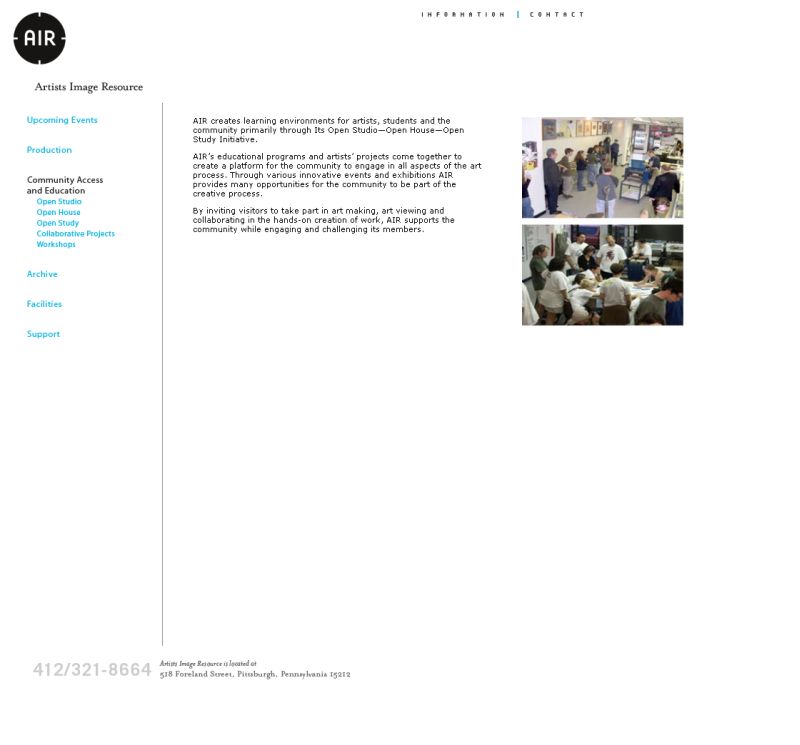 INFORMATION | CONTACT
AIR
Artists Image Resource
Upcoming Events
Production
Community Access
and Education
Open Studio
Open House
Open Study
Collaborative Projects
Workshops
Archive
Facilities
Support
AIR creates learning environments for artists, students and the
community primarily through Its Open Studio—Open House—Open
Study Initiative.
AIR's educational programs and artists' projects come together to
create a platform for the community to engage in all aspects of the art
process. Through various innovative events and exhibitions AIR
provides many opportunities for the community to be part of the
creative process.
By inviting visitors to take part in art making, art viewing and
collaborating in the hands-on creation of work, AIR supports the
community while engaging and challenging its members.
412/321-8664
Artists Image Resource is located at
518 Foreland Street, Pittsburgh, Pennsylvania 15212